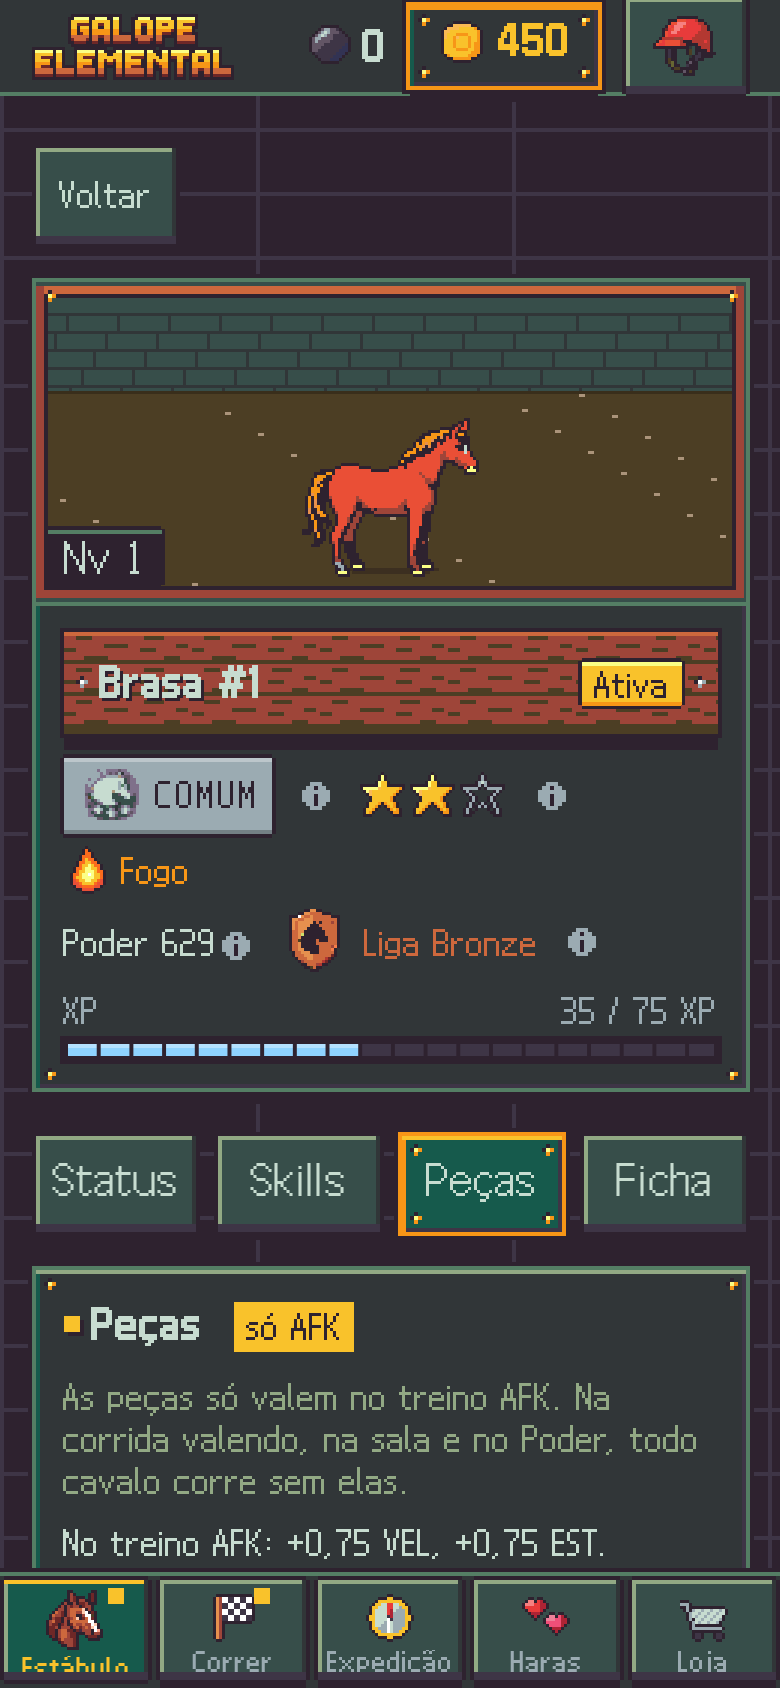 GALOPE
ELEMENTAL
0
450
Voltar
Nv 1
Brasa #1
Ativa
COMUM
Fogo
Poder 629
Liga Bronze
XP
35 / 75 XP
Status
Skills
Peças
Ficha
Peças
só AFK
As peças só valem no treino AFK. Na
corrida valendo, na sala e no Poder, todo
cavalo corre sem elas.
No treino AFK: +0,75 VEL, +0,75 EST.
Estábulo
Correr
Expedição
Haras
Loja